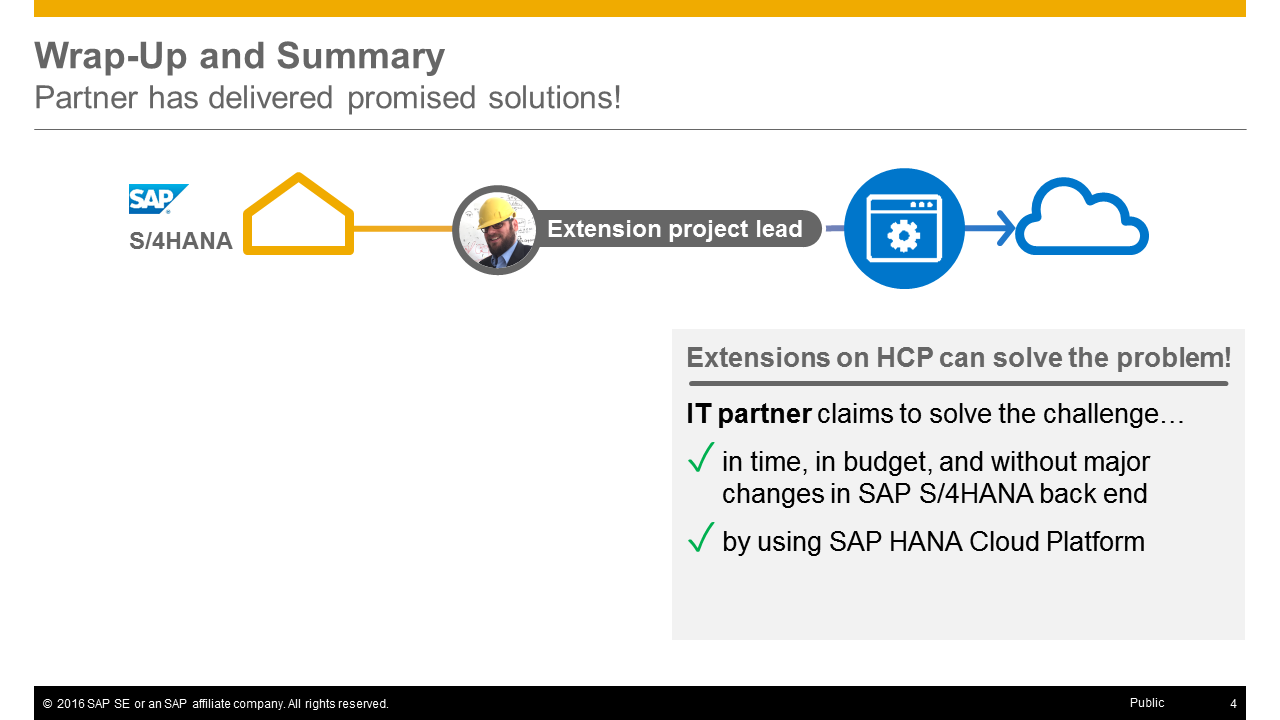 Wrap-Up and Summary
Partner has delivered promised solutions!
SAP®
S/4HANA
Extension project lead
Extensions on HCP can solve the problem!
IT partner claims to solve the challenge…
✓ in time, in budget, and without major
changes in SAP S/4HANA back end
✓ by using SAP HANA Cloud Platform
© 2016 SAP SE or an SAP affiliate company. All rights reserved.
Public
4